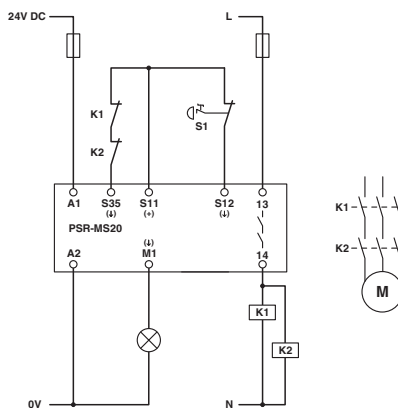 24V DC
L
K1
K2
S1
A1 S35 S11 S12 13
(↓) (+) (↓)
PSR-MS20
(↓)
A2 M1 14
K1
K2
0V N
K1
K2
M